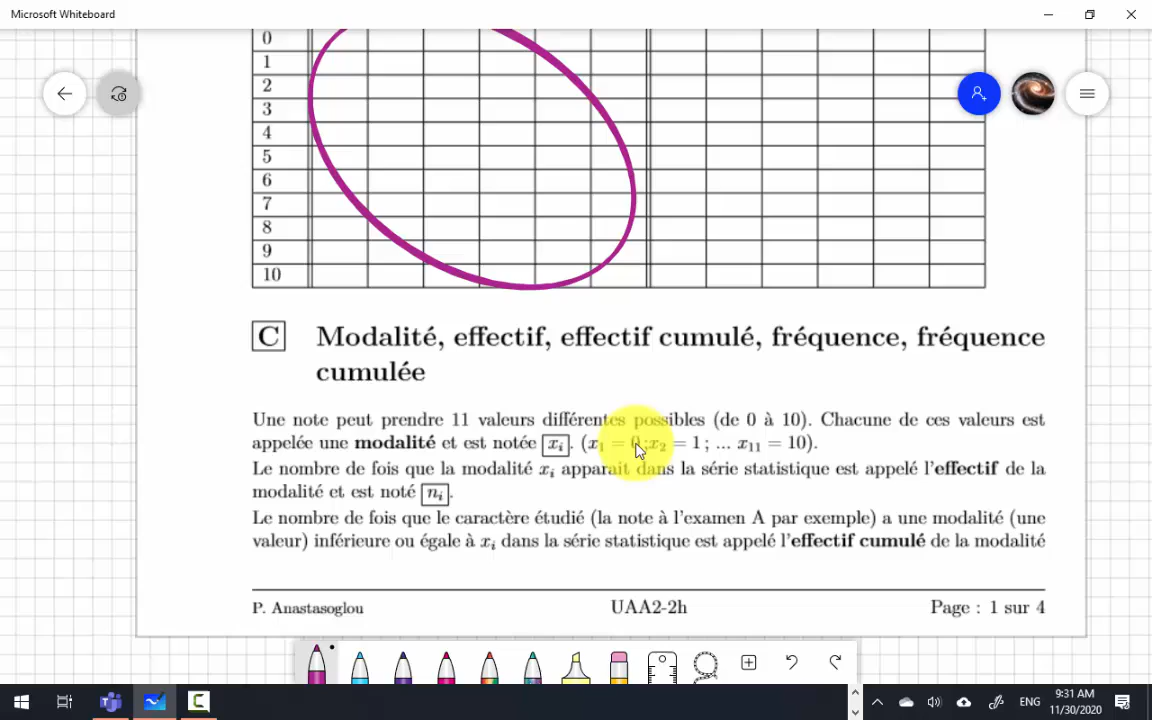 Microsoft Whiteboard
0
1
2
3
4
5
6
7
8
9
10
C Modalité, effectif, effectif cumulé, fréquence, fréquence
cumulée
Une note peut prendre 11 valeurs différentes possibles (de 0 à 10). Chacune de ces valeurs est
appelée une modalité et est notée xᵢ. (x₁ = 0 ;x₂ = 1 ; ... x₁₁ = 10).
Le nombre de fois que la modalité xᵢ apparait dans la série statistique est appelé l'effectif de la
modalité et est noté nᵢ.
Le nombre de fois que le caractère étudié (la note à l'examen A par exemple) a une modalité (une
valeur) inférieure ou égale à xᵢ dans la série statistique est appelé l'effectif cumulé de la modalité
P. Anastasoglou UAA2-2h Page : 1 sur 4
ENG
9:31 AM
11/30/2020